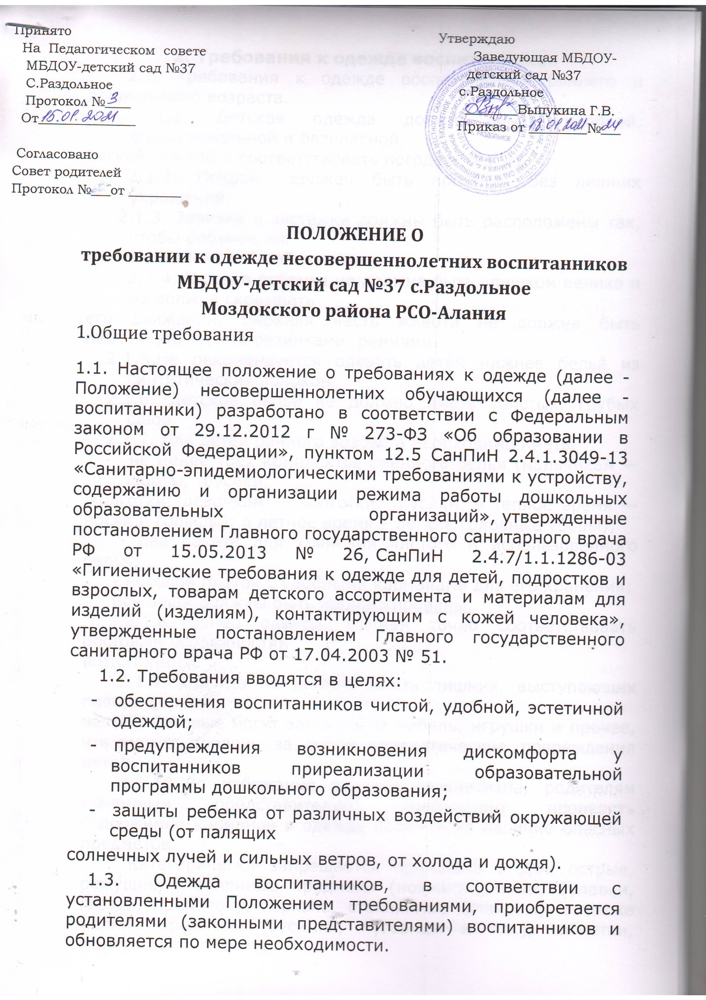 Принято
На Педагогическом совете
МБДОУ-детский сад №37
С.Раздольное
Протокол №3
От 15.01.2021
Согласовано
Совет родителей
Протокол №___от ________
Утверждаю
Заведующая МБДОУ-
детский сад №37
с.Раздольное
________Выпукина Г.В.
Приказ от 18.01.2021 №24
ПОЛОЖЕНИЕ О
требовании к одежде несовершеннолетних воспитанников
МБДОУ-детский сад №37 с.Раздольное
Моздокского района РСО-Алания
1.Общие требования
1.1. Настоящее положение о требованиях к одежде (далее -
Положение) несовершеннолетних обучающихся (далее -
воспитанники) разработано в соответствии с Федеральным
законом от 29.12.2012 г № 273-ФЗ «Об образовании в
Российской Федерации», пунктом 12.5 СанПиН 2.4.1.3049-13
«Санитарно-эпидемиологическими требованиями к устройству,
содержанию и организации режима работы дошкольных
образовательных организаций», утвержденные
постановлением Главного государственного санитарного врача
РФ от 15.05.2013 № 26, СанПиН 2.4.7/1.1.1286-03
«Гигиенические требования к одежде для детей, подростков и
взрослых, товарам детского ассортимента и материалам для
изделий (изделиям), контактирующим с кожей человека»,
утвержденные постановлением Главного государственного
санитарного врача РФ от 17.04.2003 № 51.
1.2. Требования вводятся в целях:
- обеспечения воспитанников чистой, удобной, эстетичной
одеждой;
- предупреждения возникновения дискомфорта у
воспитанников приреализации образовательной
программы дошкольного образования;
- защиты ребенка от различных воздействий окружающей
среды (от палящих
солнечных лучей и сильных ветров, от холода и дождя).
1.3. Одежда воспитанников, в соответствии с
установленными Положением требованиями, приобретается
родителями (законными представителями) воспитанников и
обновляется по мере необходимости.